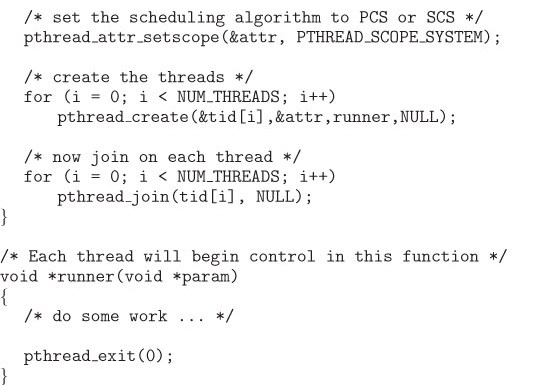 /* set the scheduling algorithm to PCS or SCS */
pthread_attr_setscope(&attr, PTHREAD_SCOPE_SYSTEM);
/* create the threads */
for (i = 0; i < NUM_THREADS; i++)
pthread_create(&tid[i],&attr,runner,NULL);
/* now join on each thread */
for (i = 0; i < NUM_THREADS; i++)
pthread_join(tid[i], NULL);
}
/* Each thread will begin control in this function */
void *runner(void *param)
{
/* do some work ... */
pthread_exit(0);
}